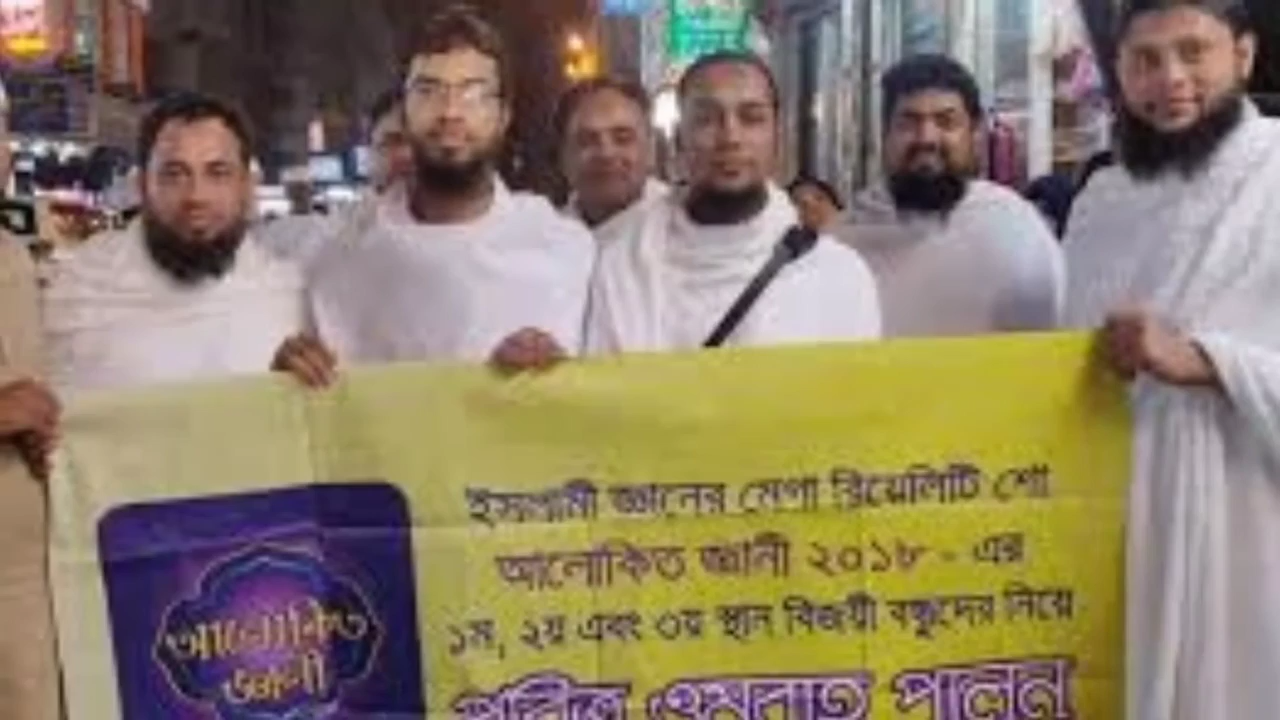 ইসলামী জ্ঞানের মেগা রিয়েলিটি শো
আলোকিত জ্ঞানী ২০১৮ - এর
১ম, ২য় এবং ৩য় স্থান বিজয়ী বন্ধুদের নিয়ে
পবিত্র ওমরাহ পালন
আলোকিত
জ্ঞানী